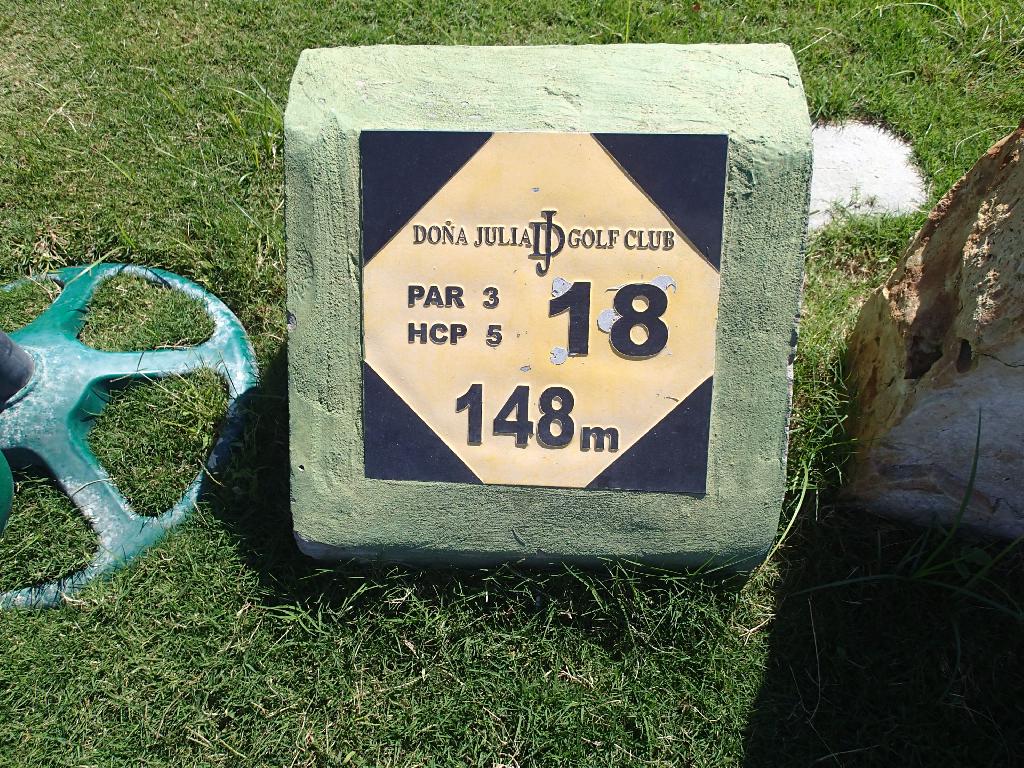 DOÑA JULIA DJ GOLF CLUB
PAR 3
HCP 5
18
148m